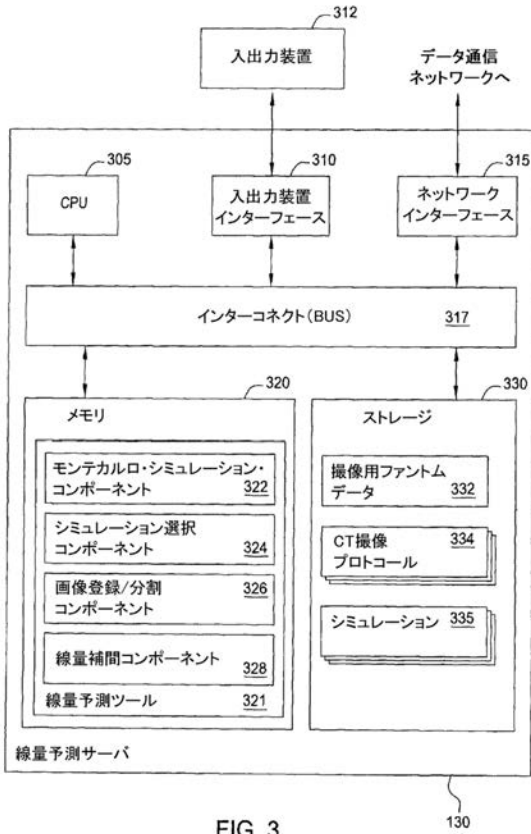 312
入出力装置
データ通信
ネットワークへ
305
CPU
310
入出力装置
インターフェース
315
ネットワーク
インターフェース
インターコネクト(BUS)
317
320
メモリ
モンテカルロ・シミュレーション・
コンポーネント
322
シミュレーション選択
コンポーネント
324
画像登録/分割
コンポーネント
326
線量補間コンポーネント
328
線量予測ツール
321
330
ストレージ
撮像用ファントム
データ
332
CT撮像
プロトコール
334
シミュレーション
335
線量予測サーバ
130
FIG. 3